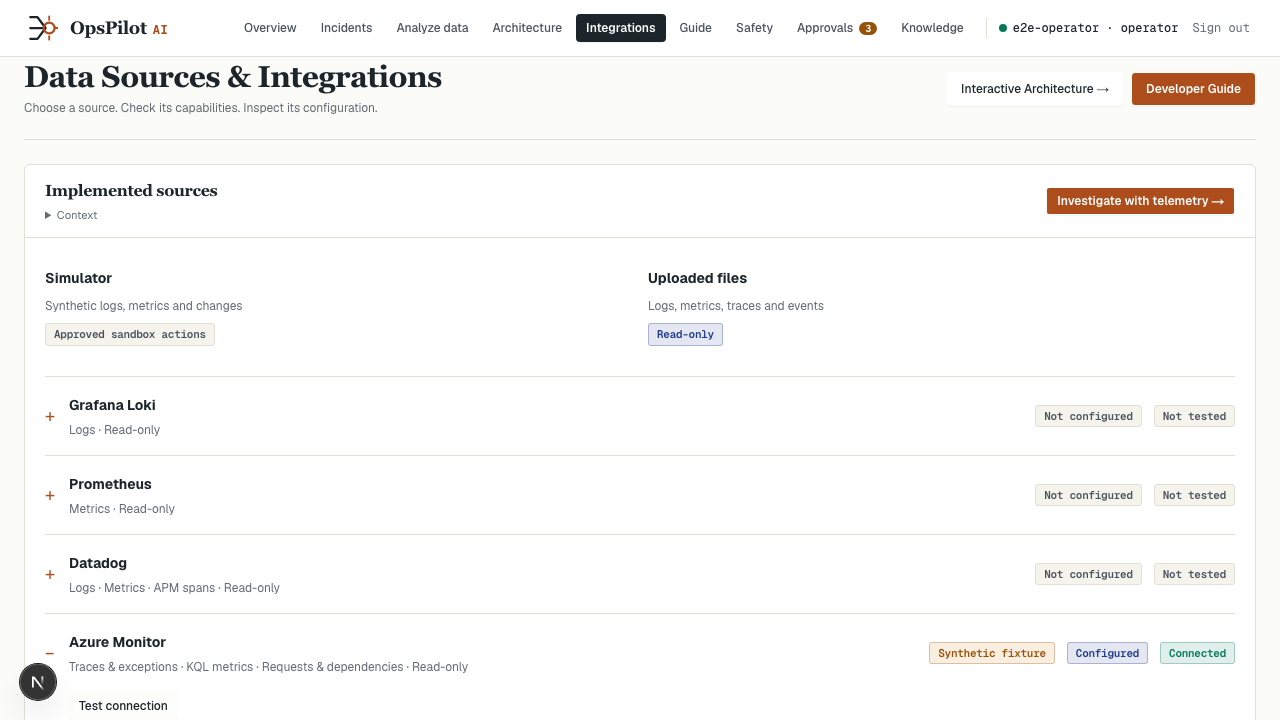 OpsPilot AI
Overview
Incidents
Analyze data
Architecture
Integrations
Guide
Safety
Approvals 3
Knowledge
e2e-operator · operator
Sign out
Data Sources & Integrations
Choose a source. Check its capabilities. Inspect its configuration.
Interactive Architecture →
Developer Guide
Implemented sources
▶ Context
Investigate with telemetry →
Simulator
Synthetic logs, metrics and changes
Approved sandbox actions
Uploaded files
Logs, metrics, traces and events
Read-only
+ Grafana Loki
Logs · Read-only
Not configured
Not tested
+ Prometheus
Metrics · Read-only
Not configured
Not tested
+ Datadog
Logs · Metrics · APM spans · Read-only
Not configured
Not tested
− Azure Monitor
Traces & exceptions · KQL metrics · Requests & dependencies · Read-only
Synthetic fixture
Configured
Connected
N
Test connection